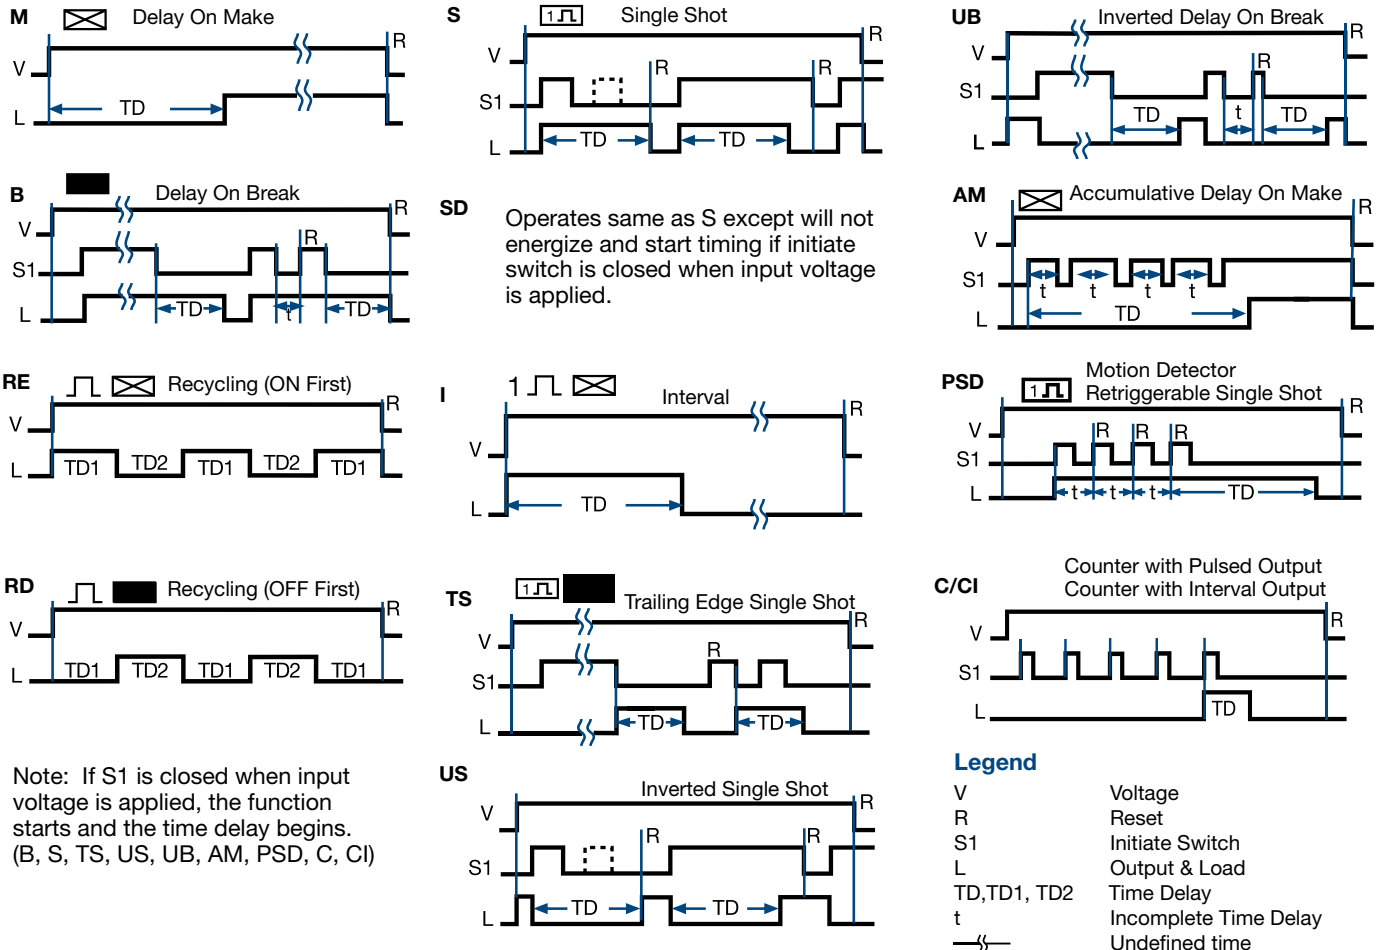 M Delay On Make
V
R
TD
L
B Delay On Break
V
R
S1
R
L
TD
t
TD
RE Recycling (ON First)
V
R
L
TD1 TD2 TD1 TD2 TD1
RD Recycling (OFF First)
V
R
L
TD1 TD2 TD1 TD2 TD1
Note: If S1 is closed when input
voltage is applied, the function
starts and the time delay begins.
(B, S, TS, US, UB, AM, PSD, C, CI)
S 1 Single Shot
V
R
R
R
S1
L
TD TD
SD
Operates same as S except will not
energize and start timing if initiate
switch is closed when input voltage
is applied.
I 1 Interval
V
R
L
TD
TS 1 Trailing Edge Single Shot
V
R
R
S1
L
TD TD
US Inverted Single Shot
V
R
R
R
S1
L
TD TD
UB Inverted Delay On Break
V
R
R
S1
TD t TD
L
AM Accumulative Delay On Make
V
R
S1
t t t t
TD
L
PSD 1 Motion Detector
Retriggerable Single Shot
V
R
R R R
S1
L
t t t TD
C/CI
Counter with Pulsed Output
Counter with Interval Output
V
R
S1
L
TD
Legend
V Voltage
R Reset
S1 Initiate Switch
L Output & Load
TD,TD1, TD2 Time Delay
t Incomplete Time Delay
Undefined time